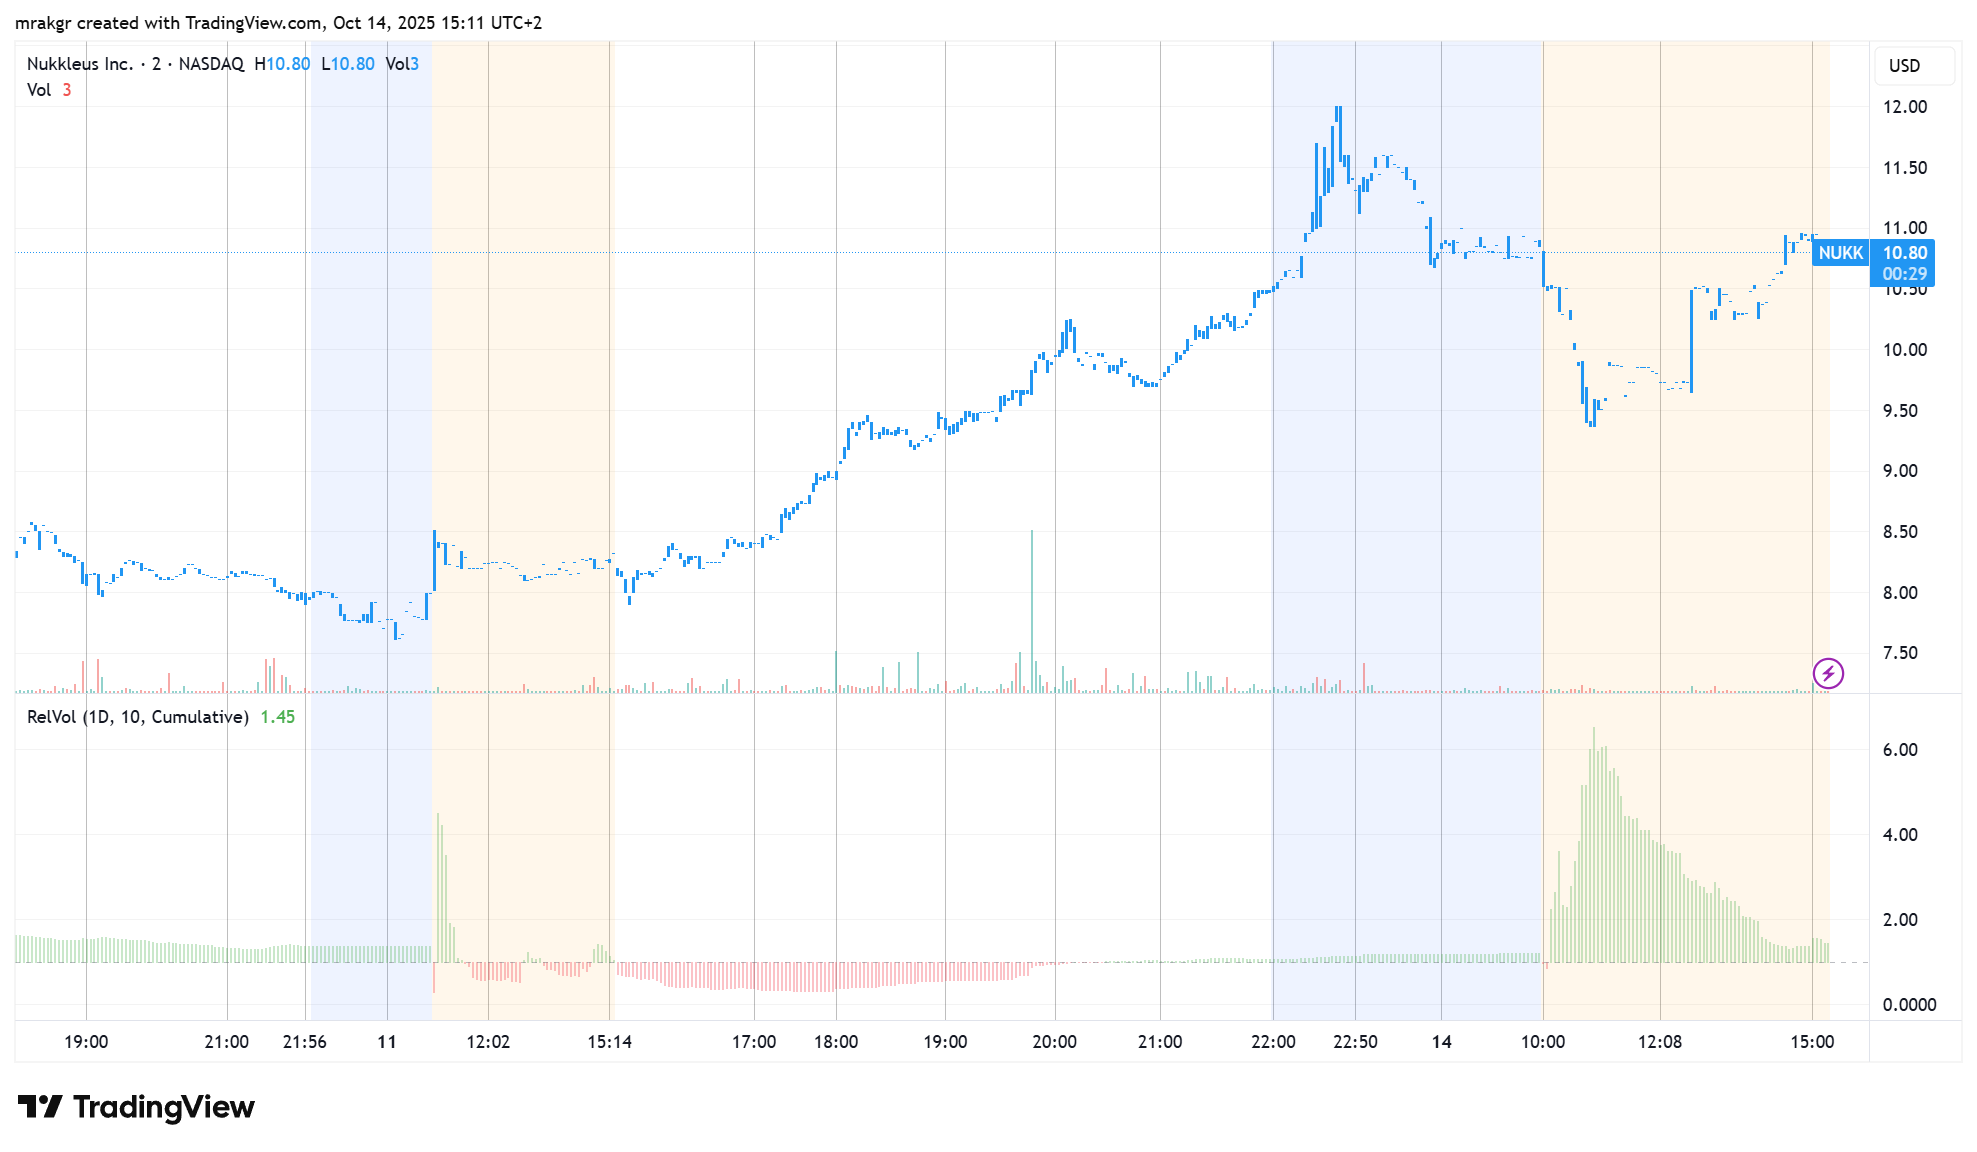 mrakgr created with TradingView.com, Oct 14, 2025 15:11 UTC+2
Nukkleus Inc. · 2 · NASDAQ H10.80 L10.80 Vol3
Vol 3
USD
12.00
11.50
11.00
NUKK 10.80
00:29
10.50
10.00
9.50
9.00
8.50
8.00
7.50
RelVol (1D, 10, Cumulative) 1.45
6.00
4.00
2.00
0.0000
19:00 21:00 21:56 11 12:02 15:14 17:00 18:00 19:00 20:00 21:00 22:00 22:50 14 10:00 12:08 15:00
TradingView